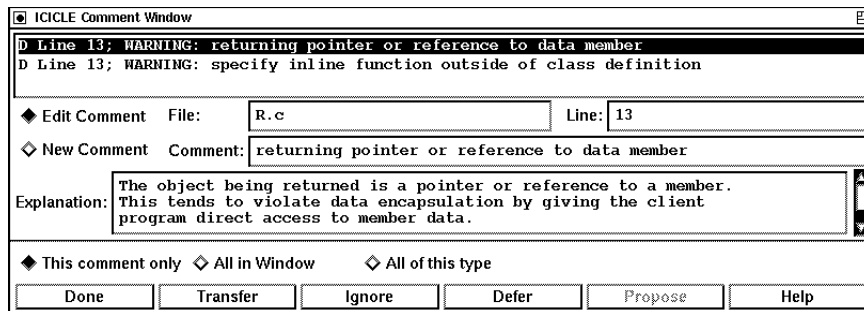 ICICLE Comment Window
D Line 13; WARNING: returning pointer or reference to data member
D Line 13; WARNING: specify inline function outside of class definition
Edit Comment File: R.c Line: 13
New Comment Comment: returning pointer or reference to data member
Explanation: The object being returned is a pointer or reference to a member.
This tends to violate data encapsulation by giving the client
program direct access to member data.
This comment only All in Window All of this type
Done Transfer Ignore Defer Propose Help